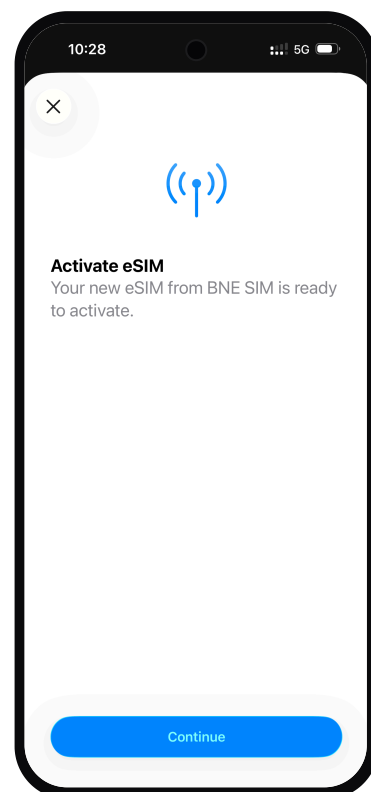 10:28
5G
Activate eSIM
Your new eSIM from BNE SIM is ready
to activate.
Continue